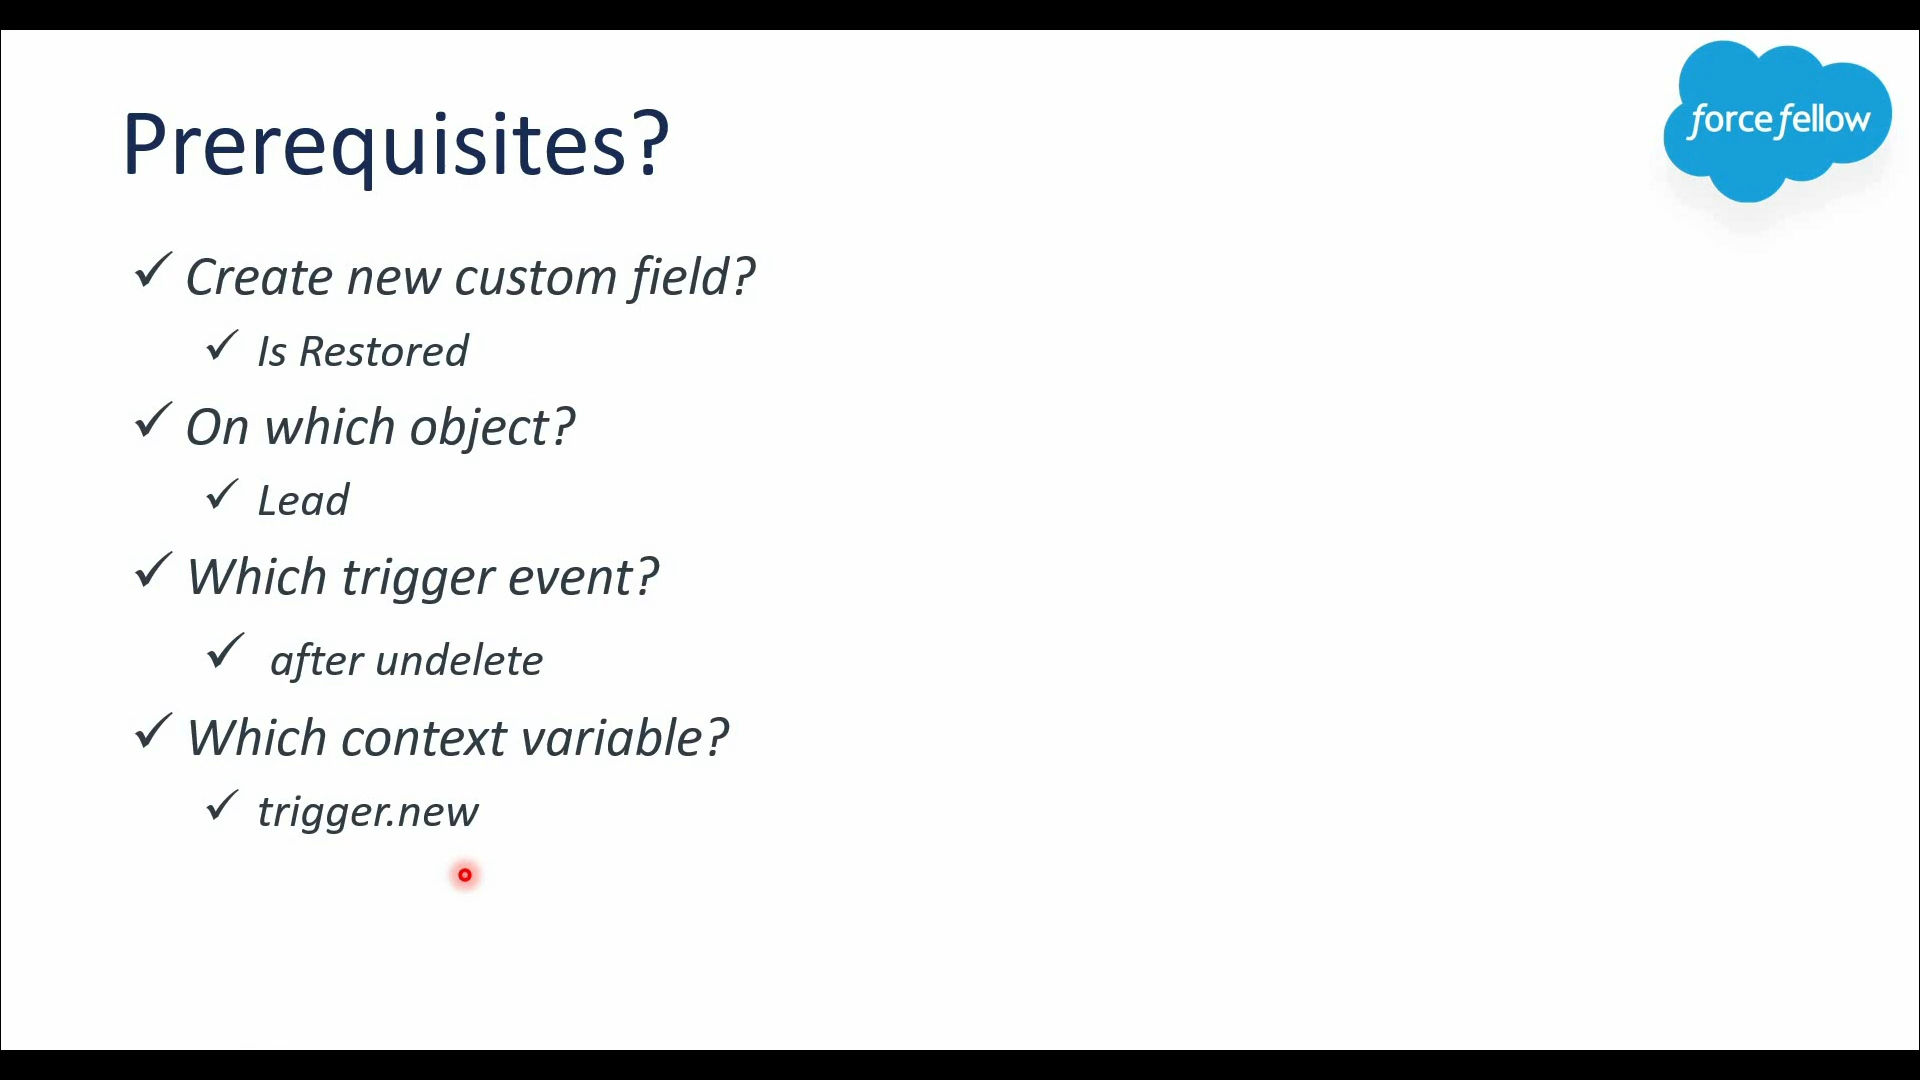 force fellow
Prerequisites?
Create new custom field?
Is Restored
On which object?
Lead
Which trigger event?
after undelete
Which context variable?
trigger.new